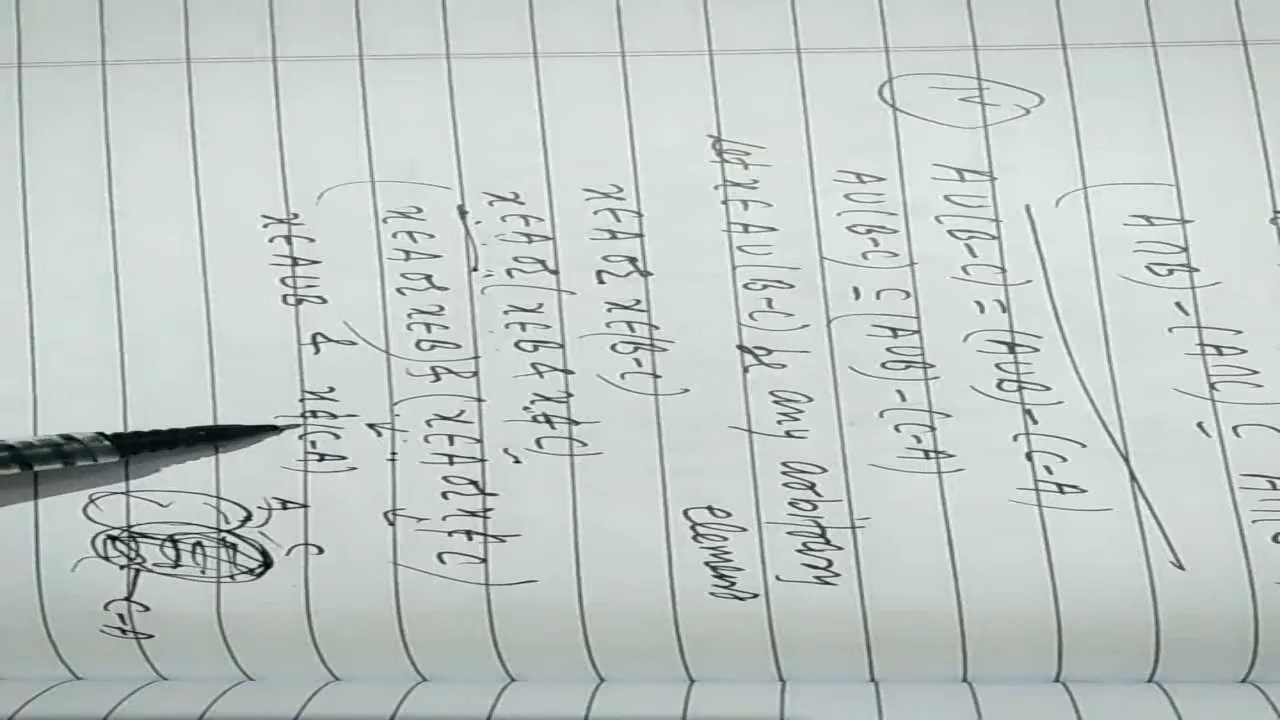 A∩B) - (A∩C) ⊆
(IV) A∪(B-C) = (A∪B)-(C-A)
A∪(B-C) ⊆ (A∪B)-(C-A)
Let x∈A∪(B-C) be any arbitrary
element
x∈A or x∈(B-C)
x∈A or (x∈B & x∉C)
(x∈A or x∈B) & (x∈A or x∉C)
x∈A∪B & x∉(C-A)
A C
C-A